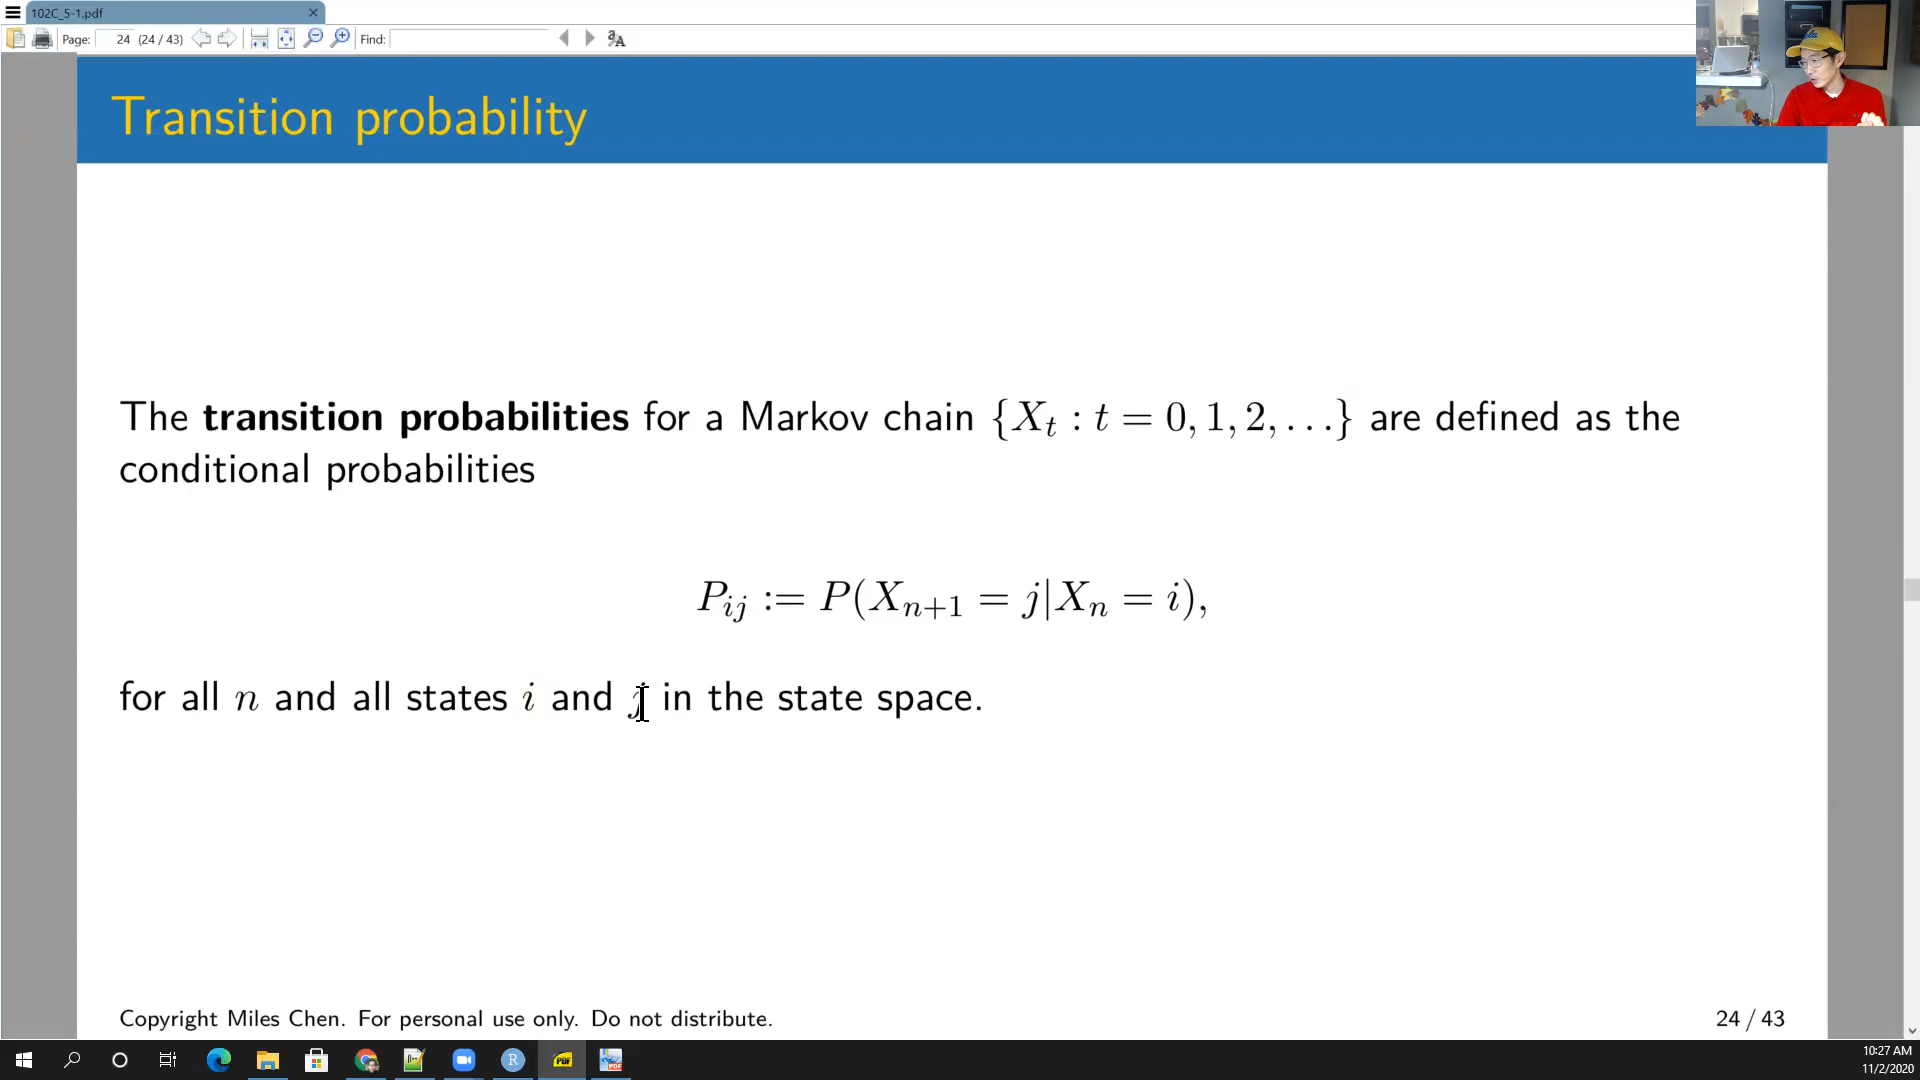 102C_5-1.pdf
Page: 24 (24 / 43) Find:
Transition probability
The transition probabilities for a Markov chain {X_t : t = 0, 1, 2, . . .} are defined as the
conditional probabilities
P_{ij} := P(X_{n+1} = j|X_n = i),
for all n and all states i and j in the state space.
Copyright Miles Chen. For personal use only. Do not distribute.
24 / 43
10:27 AM
11/2/2020